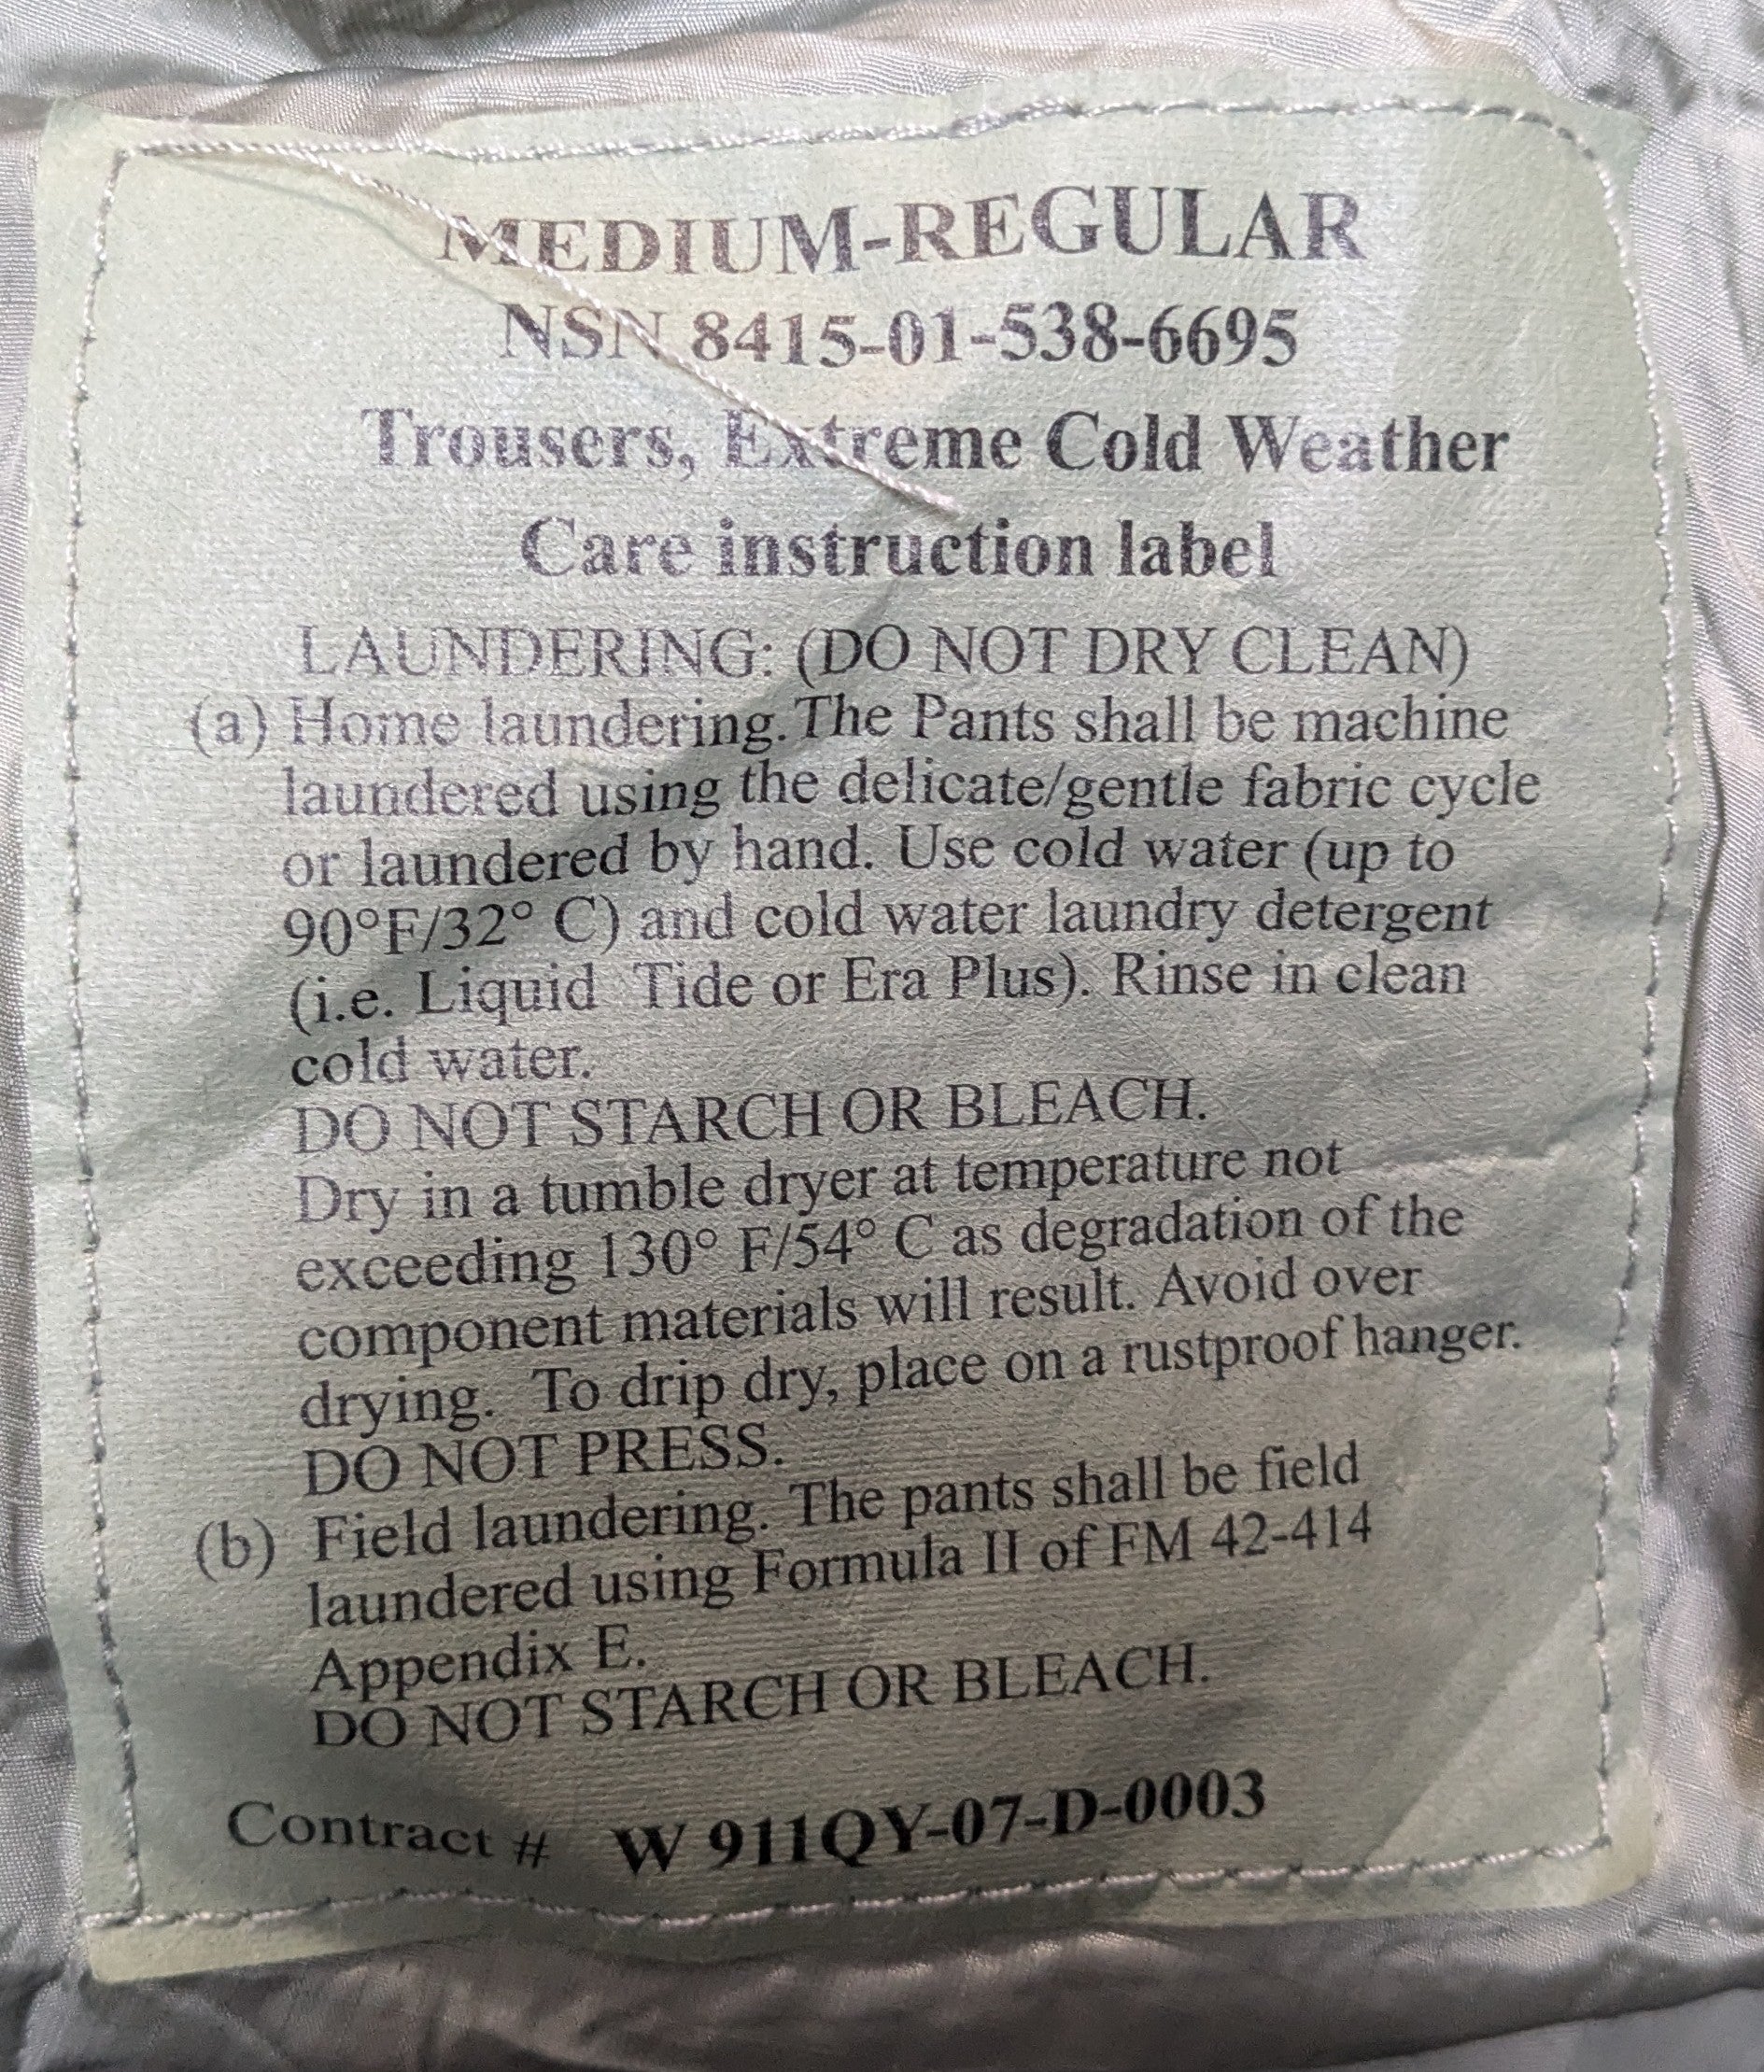 MEDIUM-REGULAR
NSN 8415-01-538-6695
Trousers, Extreme Cold Weather
Care instruction label
LAUNDERING: (DO NOT DRY CLEAN)
(a) Home laundering. The Pants shall be machine
laundered using the delicate/gentle fabric cycle
or laundered by hand. Use cold water (up to
90°F/32° C) and cold water laundry detergent
(i.e. Liquid Tide or Era Plus). Rinse in clean
cold water.
DO NOT STARCH OR BLEACH.
Dry in a tumble dryer at temperature not
exceeding 130° F/54° C as degradation of the
component materials will result. Avoid over
drying. To drip dry, place on a rustproof hanger.
DO NOT PRESS.
(b) Field laundering. The pants shall be field
laundered using Formula II of FM 42-414
Appendix E.
DO NOT STARCH OR BLEACH.
Contract # W 911QY-07-D-0003